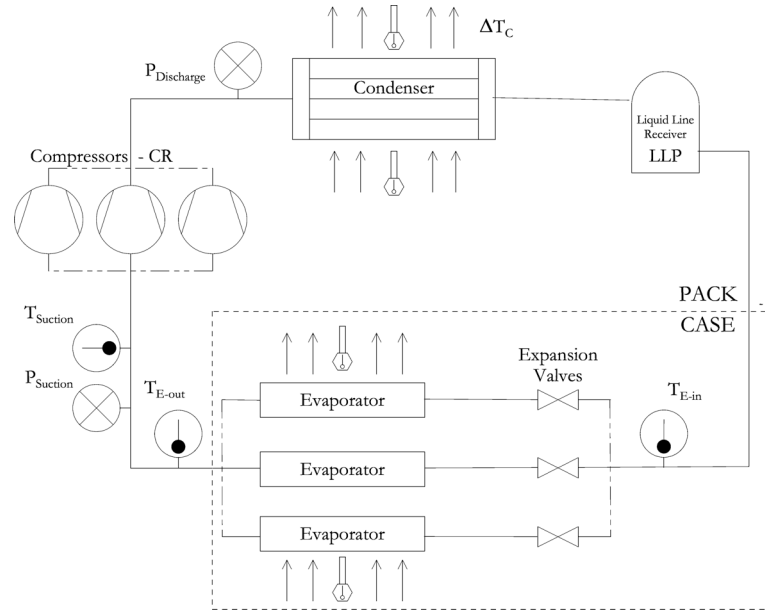 ΔT_C
P_Discharge
Condenser
Liquid Line
Receiver
LLP
Compressors - CR
PACK -
CASE
T_Suction
P_Suction
T_E-out
Expansion
Valves
T_E-in
Evaporator
Evaporator
Evaporator